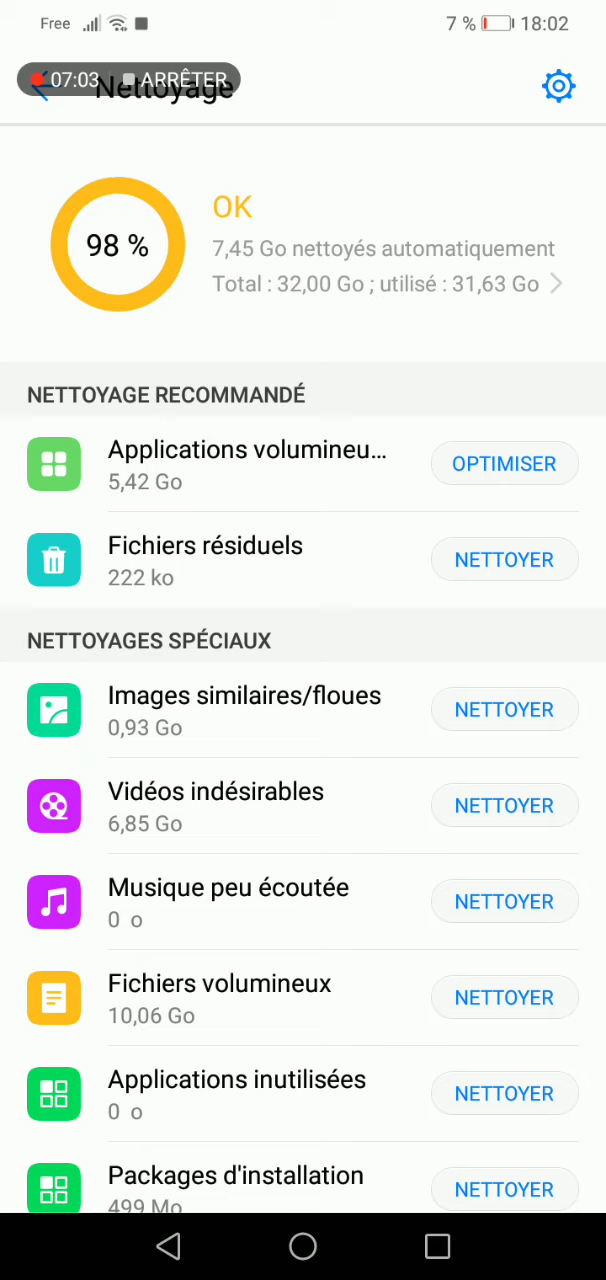 Free 7 % 18:02
07:03 ARRÊTER
Nettoyage
98 %
OK
7,45 Go nettoyés automatiquement
Total : 32,00 Go ; utilisé : 31,63 Go
NETTOYAGE RECOMMANDÉ
Applications volumineu...
5,42 Go
OPTIMISER
Fichiers résiduels
222 ko
NETTOYER
NETTOYAGES SPÉCIAUX
Images similaires/floues
0,93 Go
NETTOYER
Vidéos indésirables
6,85 Go
NETTOYER
Musique peu écoutée
0 o
NETTOYER
Fichiers volumineux
10,06 Go
NETTOYER
Applications inutilisées
0 o
NETTOYER
Packages d'installation
499 Mo
NETTOYER